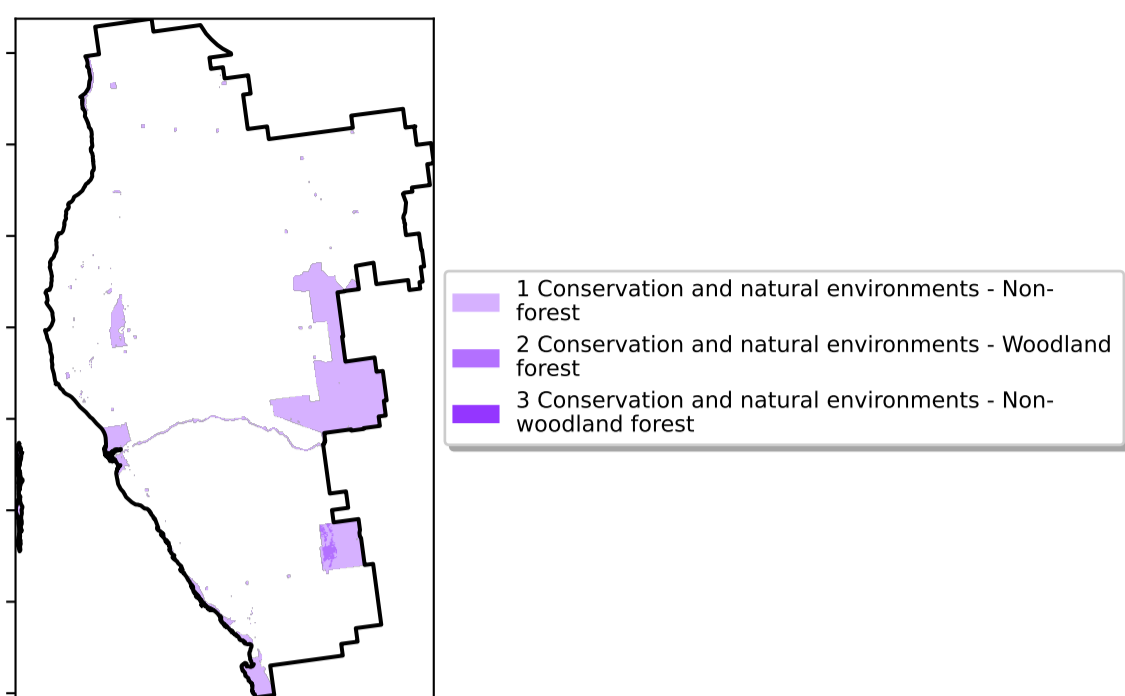 1 Conservation and natural environments - Non-
forest
2 Conservation and natural environments - Woodland
forest
3 Conservation and natural environments - Non-
woodland forest